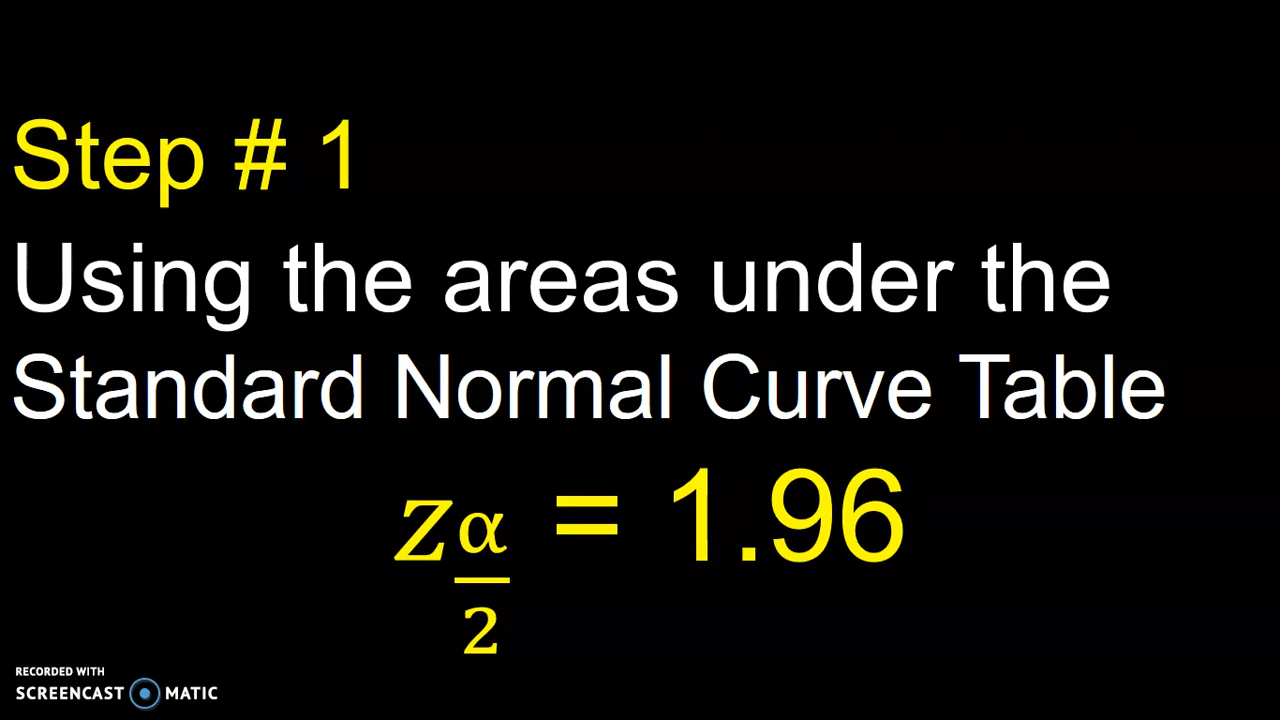 Step # 1
Using the areas under the
Standard Normal Curve Table
zα/2 = 1.96
RECORDED WITH
SCREENCAST MATIC